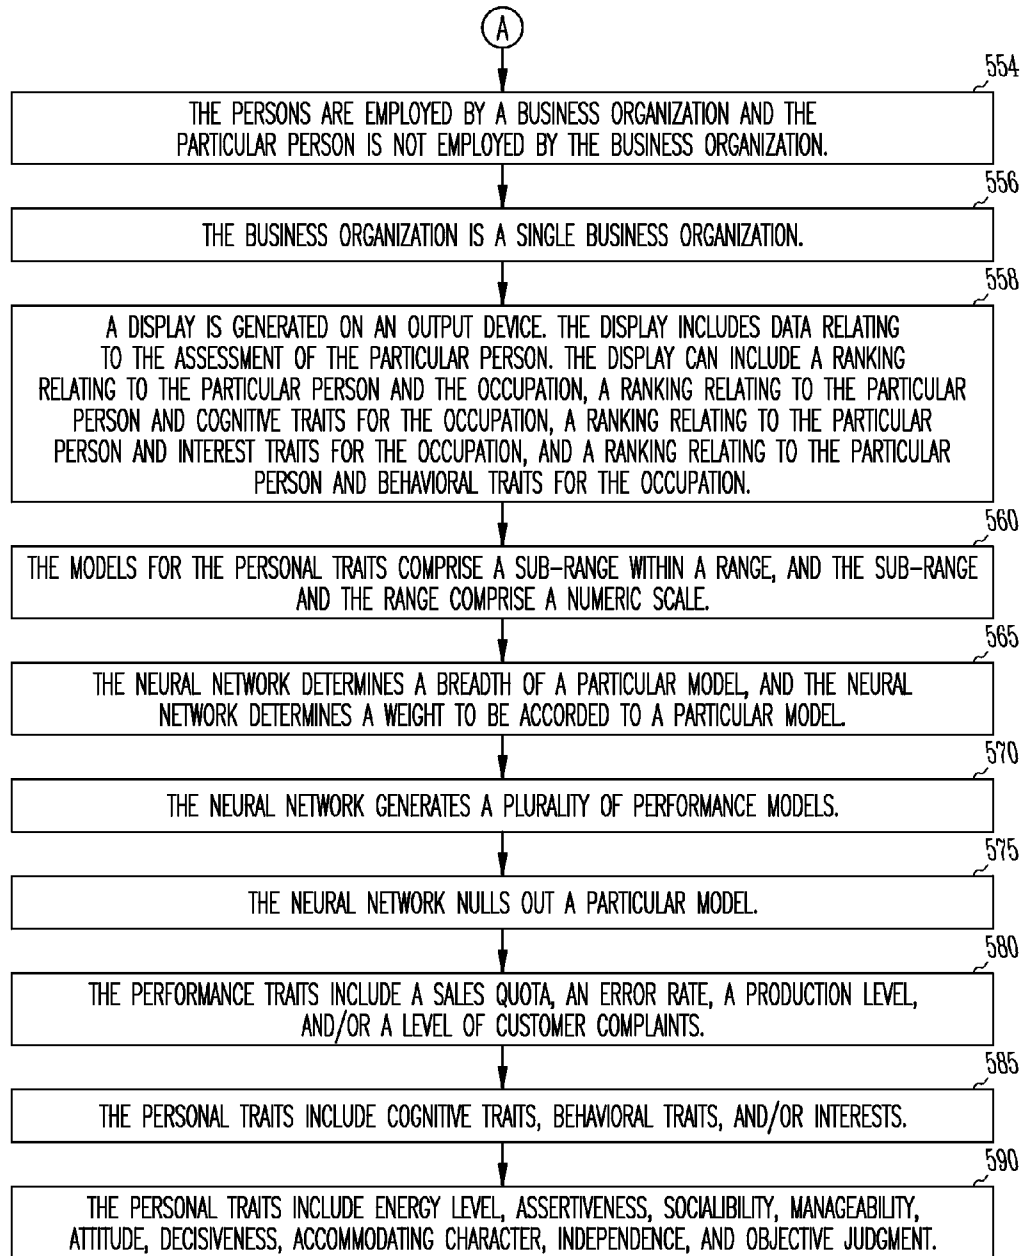 A
554
THE PERSONS ARE EMPLOYED BY A BUSINESS ORGANIZATION AND THE
PARTICULAR PERSON IS NOT EMPLOYED BY THE BUSINESS ORGANIZATION.
556
THE BUSINESS ORGANIZATION IS A SINGLE BUSINESS ORGANIZATION.
558
A DISPLAY IS GENERATED ON AN OUTPUT DEVICE. THE DISPLAY INCLUDES DATA RELATING
TO THE ASSESSMENT OF THE PARTICULAR PERSON. THE DISPLAY CAN INCLUDE A RANKING
RELATING TO THE PARTICULAR PERSON AND THE OCCUPATION, A RANKING RELATING TO THE PARTICULAR
PERSON AND COGNITIVE TRAITS FOR THE OCCUPATION, A RANKING RELATING TO THE PARTICULAR
PERSON AND INTEREST TRAITS FOR THE OCCUPATION, AND A RANKING RELATING TO THE PARTICULAR
PERSON AND BEHAVIORAL TRAITS FOR THE OCCUPATION.
560
THE MODELS FOR THE PERSONAL TRAITS COMPRISE A SUB-RANGE WITHIN A RANGE, AND THE SUB-RANGE
AND THE RANGE COMPRISE A NUMERIC SCALE.
565
THE NEURAL NETWORK DETERMINES A BREADTH OF A PARTICULAR MODEL, AND THE NEURAL
NETWORK DETERMINES A WEIGHT TO BE ACCORDED TO A PARTICULAR MODEL.
570
THE NEURAL NETWORK GENERATES A PLURALITY OF PERFORMANCE MODELS.
575
THE NEURAL NETWORK NULLS OUT A PARTICULAR MODEL.
580
THE PERFORMANCE TRAITS INCLUDE A SALES QUOTA, AN ERROR RATE, A PRODUCTION LEVEL,
AND/OR A LEVEL OF CUSTOMER COMPLAINTS.
585
THE PERSONAL TRAITS INCLUDE COGNITIVE TRAITS, BEHAVIORAL TRAITS, AND/OR INTERESTS.
590
THE PERSONAL TRAITS INCLUDE ENERGY LEVEL, ASSERTIVENESS, SOCIALIBILITY, MANAGEABILITY,
ATTITUDE, DECISIVENESS, ACCOMMODATING CHARACTER, INDEPENDENCE, AND OBJECTIVE JUDGMENT.